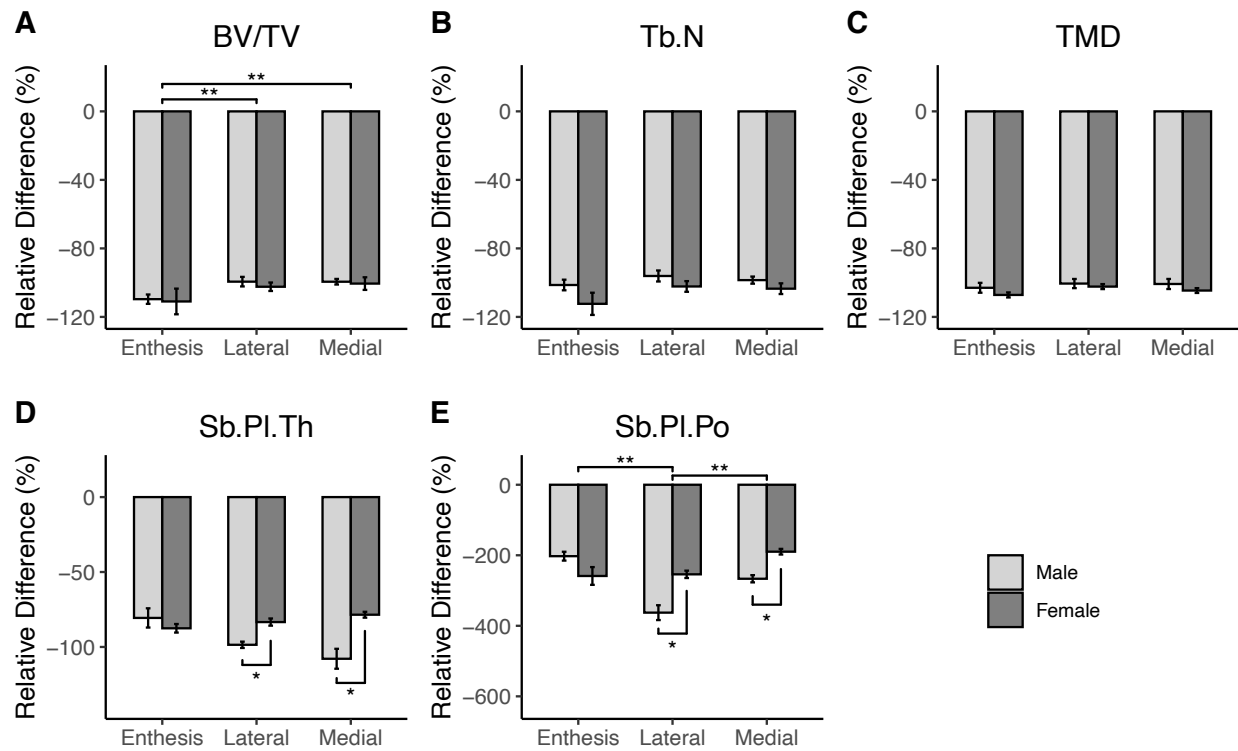 A
BV/TV
Relative Difference (%)
0
−40
−80
−120
**
**
Enthesis
Lateral
Medial
B
Tb.N
Relative Difference (%)
0
−40
−80
−120
Enthesis
Lateral
Medial
C
TMD
Relative Difference (%)
0
−40
−80
−120
Enthesis
Lateral
Medial
D
Sb.Pl.Th
Relative Difference (%)
0
−50
−100
*
*
Enthesis
Lateral
Medial
E
Sb.Pl.Po
Relative Difference (%)
0
−200
−400
−600
**
**
*
*
Enthesis
Lateral
Medial
Male
Female